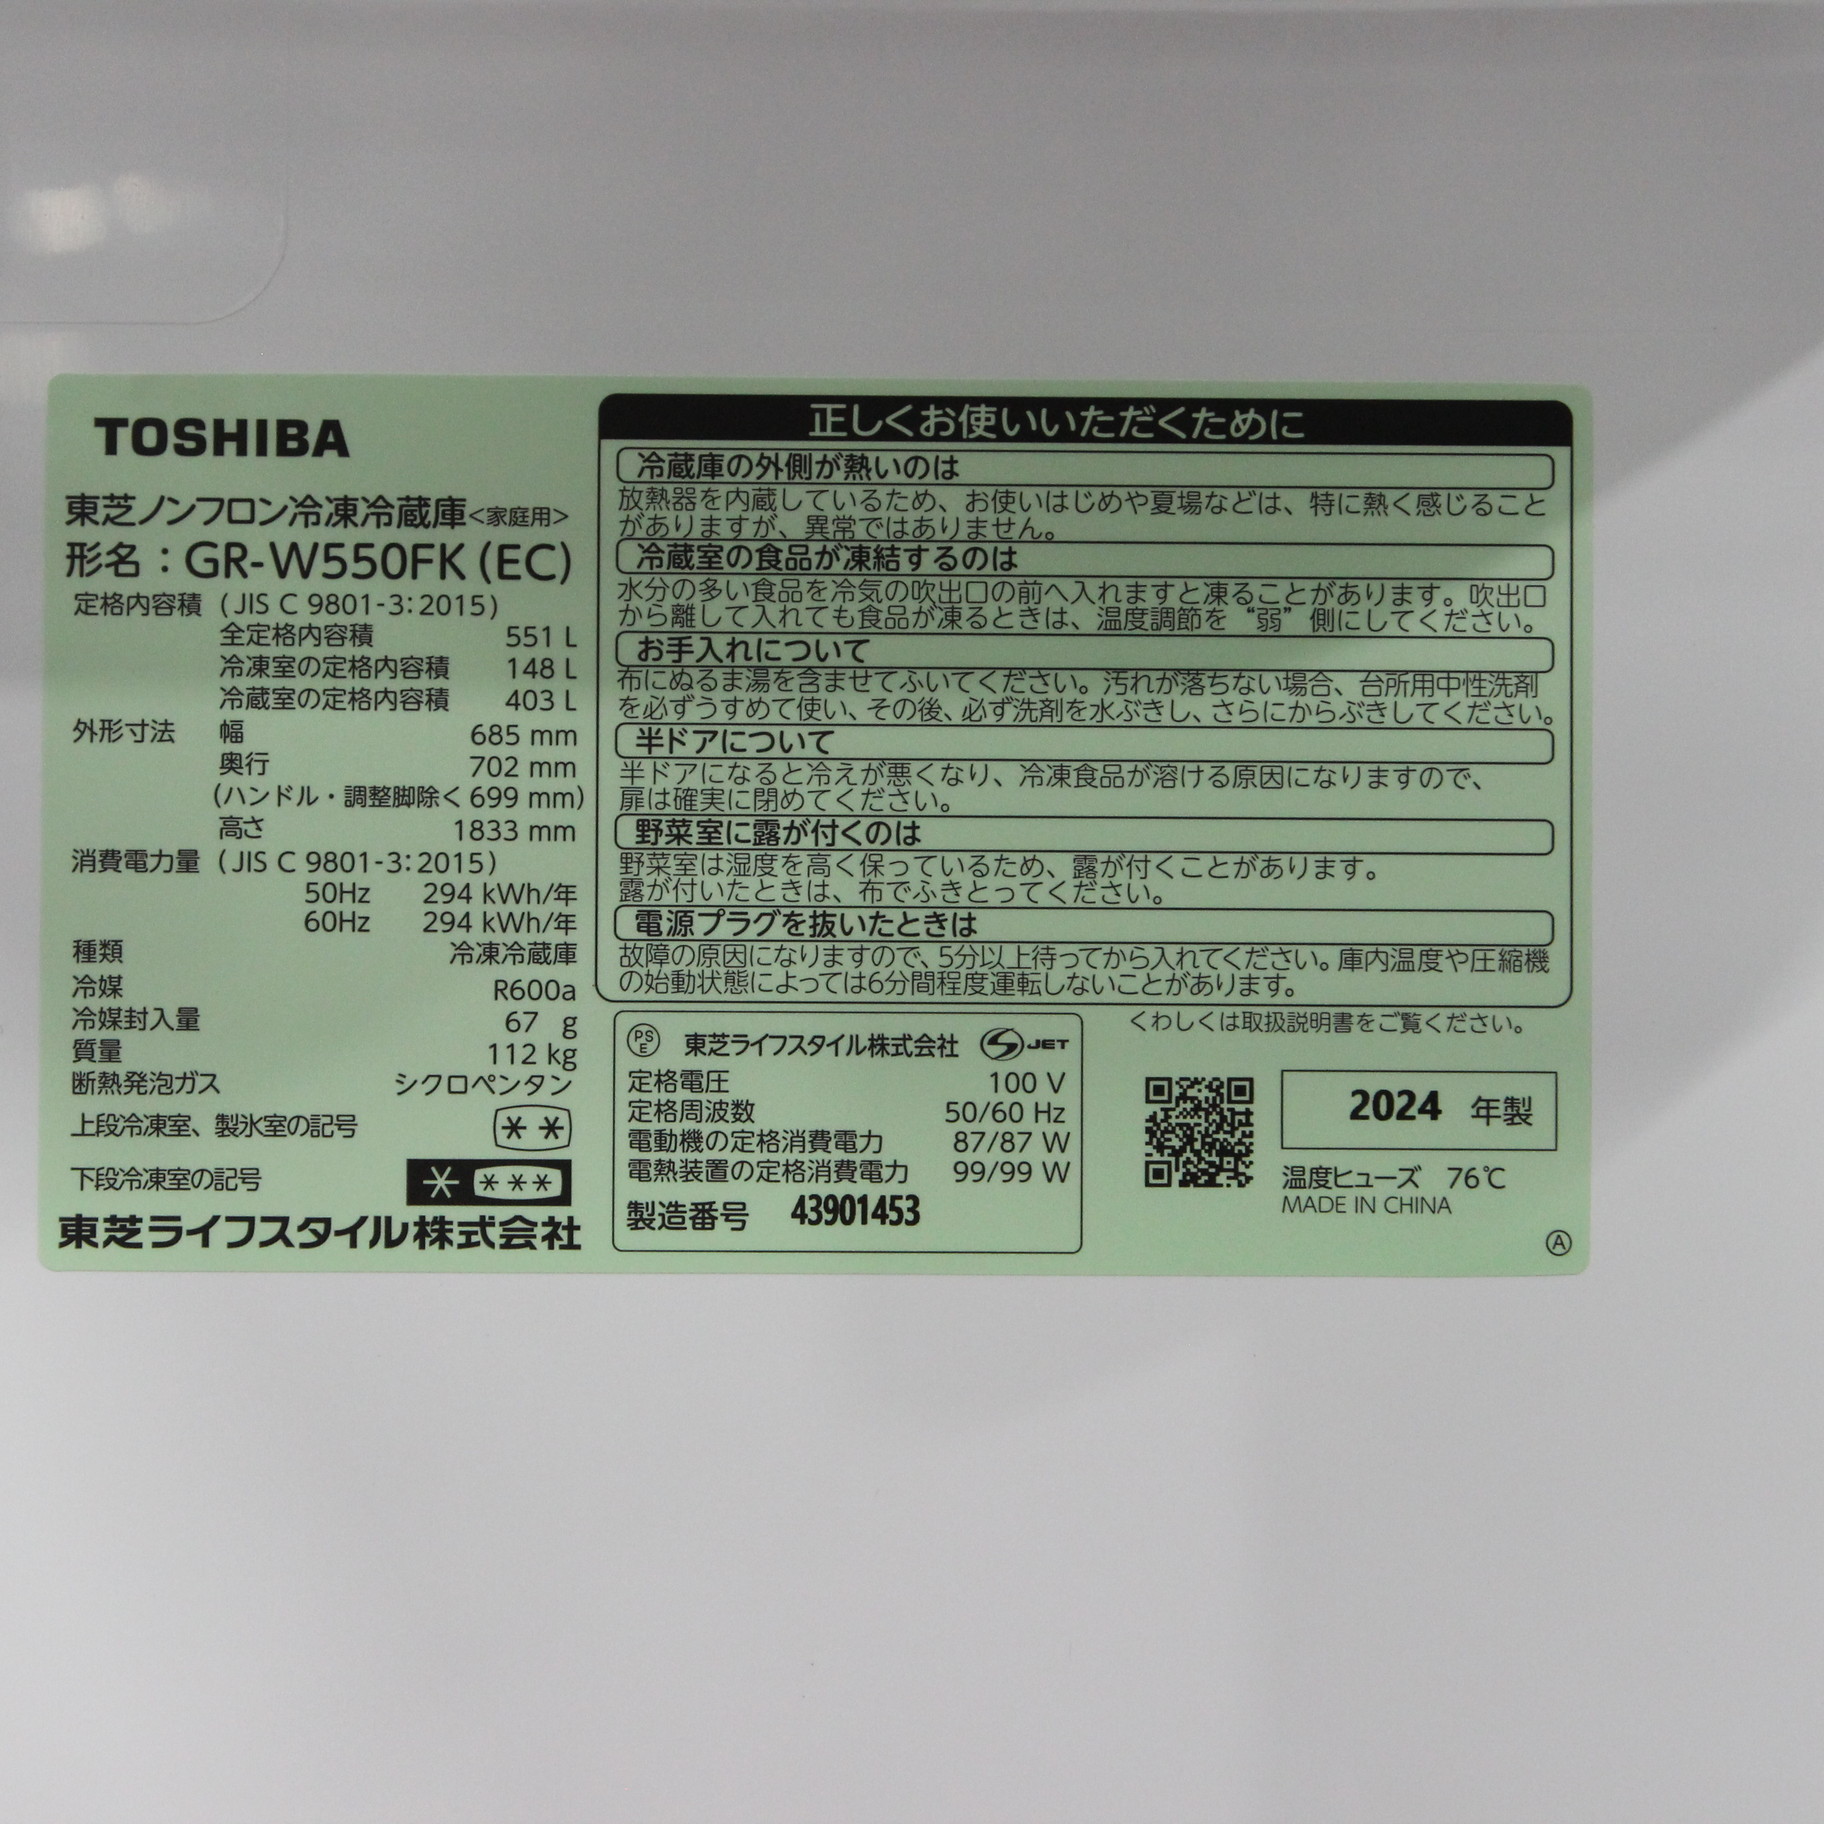 TOSHIBA
東芝ノンフロン冷凍冷蔵庫<家庭用>
形名：GR-W550FK (EC)
定格内容積 (JIS C 9801-3:2015)
全定格内容積 551 L
冷凍室の定格内容積 148 L
冷蔵室の定格内容積 403 L
外形寸法 幅 685 mm
奥行 702 mm
(ハンドル・調整脚除く 699 mm)
高さ 1833 mm
消費電力量 (JIS C 9801-3:2015)
50Hz 294 kWh/年
60Hz 294 kWh/年
種類 冷凍冷蔵庫
冷媒 R600a
冷媒封入量 67 g
質量 112 kg
断熱発泡ガス シクロペンタン
上段冷凍室、製氷室の記号 ＊＊
下段冷凍室の記号 ＊ ＊＊＊
東芝ライフスタイル株式会社
正しくお使いいただくために
冷蔵庫の外側が熱いのは
放熱器を内蔵しているため、お使いはじめや夏場などは、特に熱く感じること
がありますが、異常ではありません。
冷蔵室の食品が凍結するのは
水分の多い食品を冷気の吹出口の前へ入れますと凍ることがあります。吹出口
から離して入れても食品が凍るときは、温度調節を“弱”側にしてください。
お手入れについて
布にぬるま湯を含ませてふいてください。汚れが落ちない場合、台所用中性洗剤
を必ずうすめて使い、その後、必ず洗剤を水ぶきし、さらにからぶきしてください。
半ドアについて
半ドアになると冷えが悪くなり、冷凍食品が溶ける原因になりますので、
扉は確実に閉めてください。
野菜室に露が付くのは
野菜室は湿度を高く保っているため、露が付くことがあります。
露が付いたときは、布でふきとってください。
電源プラグを抜いたときは
故障の原因になりますので、5分以上待ってから入れてください。庫内温度や圧縮機
の始動状態によっては6分間程度運転しないことがあります。
くわしくは取扱説明書をご覧ください。
PS
E 東芝ライフスタイル株式会社 S JET
定格電圧 100 V
定格周波数 50/60 Hz
電動機の定格消費電力 87/87 W
電熱装置の定格消費電力 99/99 W
製造番号 43901453
2024 年製
温度ヒューズ 76℃
MADE IN CHINA
Ⓐ